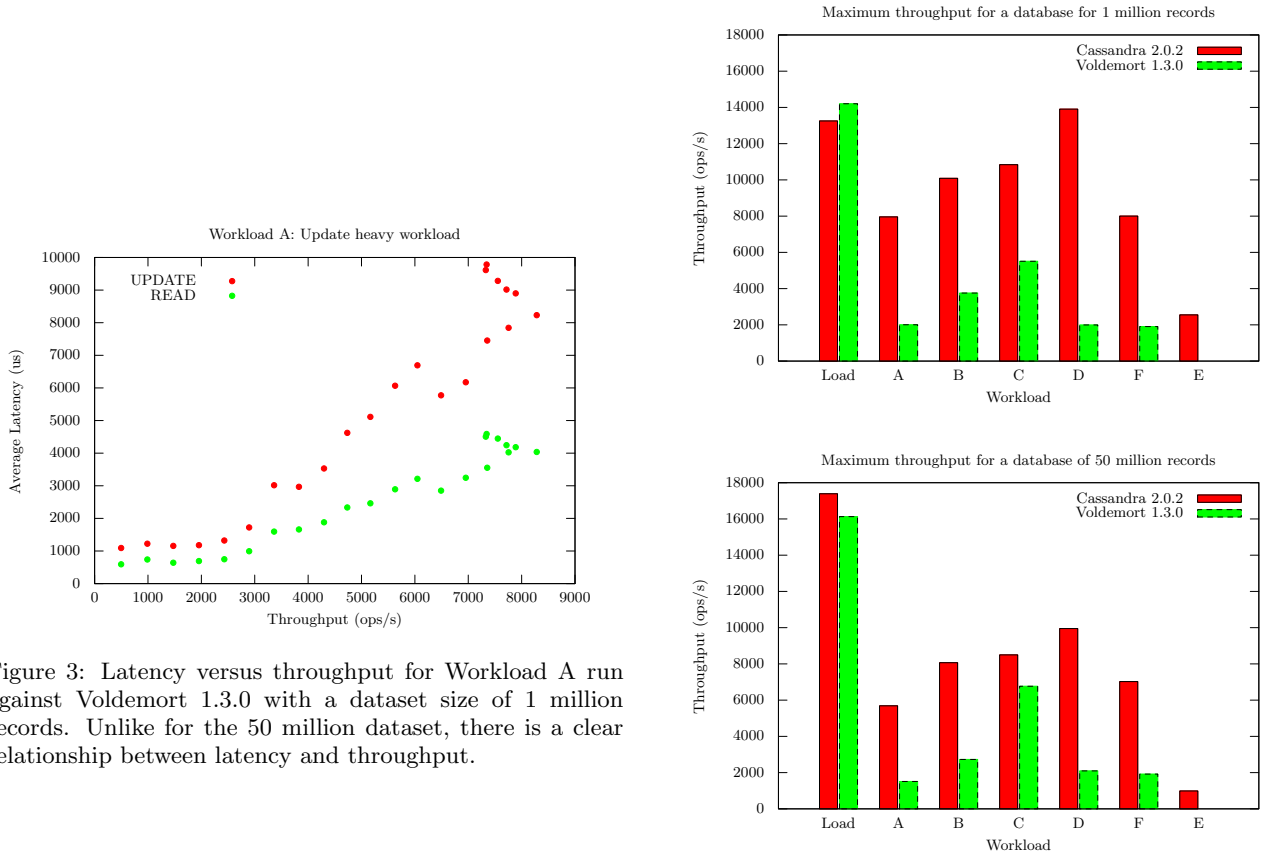 Workload A: Update heavy workload
10000
9000
8000
7000
6000
5000
4000
3000
2000
1000
0
UPDATE
READ
Average Latency (us)
0 1000 2000 3000 4000 5000 6000 7000 8000 9000
Throughput (ops/s)
igure 3: Latency versus throughput for Workload A run
gainst Voldemort 1.3.0 with a dataset size of 1 million
ecords. Unlike for the 50 million dataset, there is a clear
elationship between latency and throughput.
Maximum throughput for a database for 1 million records
18000
16000
14000
12000
10000
8000
6000
4000
2000
0
Cassandra 2.0.2
Voldemort 1.3.0
Throughput (ops/s)
Load A B C D F E
Workload
Maximum throughput for a database of 50 million records
18000
16000
14000
12000
10000
8000
6000
4000
2000
0
Cassandra 2.0.2
Voldemort 1.3.0
Throughput (ops/s)
Load A B C D F E
Workload